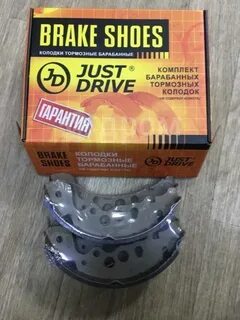 BRAKE SHOES
КОЛОДКИ ТОРМОЗНЫЕ БАРАБАННЫЕ
JD JUST DRIVE®
КОМПЛЕКТ
БАРАБАННЫХ
ТОРМОЗНЫХ
КОЛОДОК
ГАРАНТИЯ
BRAKE
SHOES
КОЛОДКИ
ТОРМОЗНЫЕ
БАРАБАННЫЕ
JD JUST
DRIVE